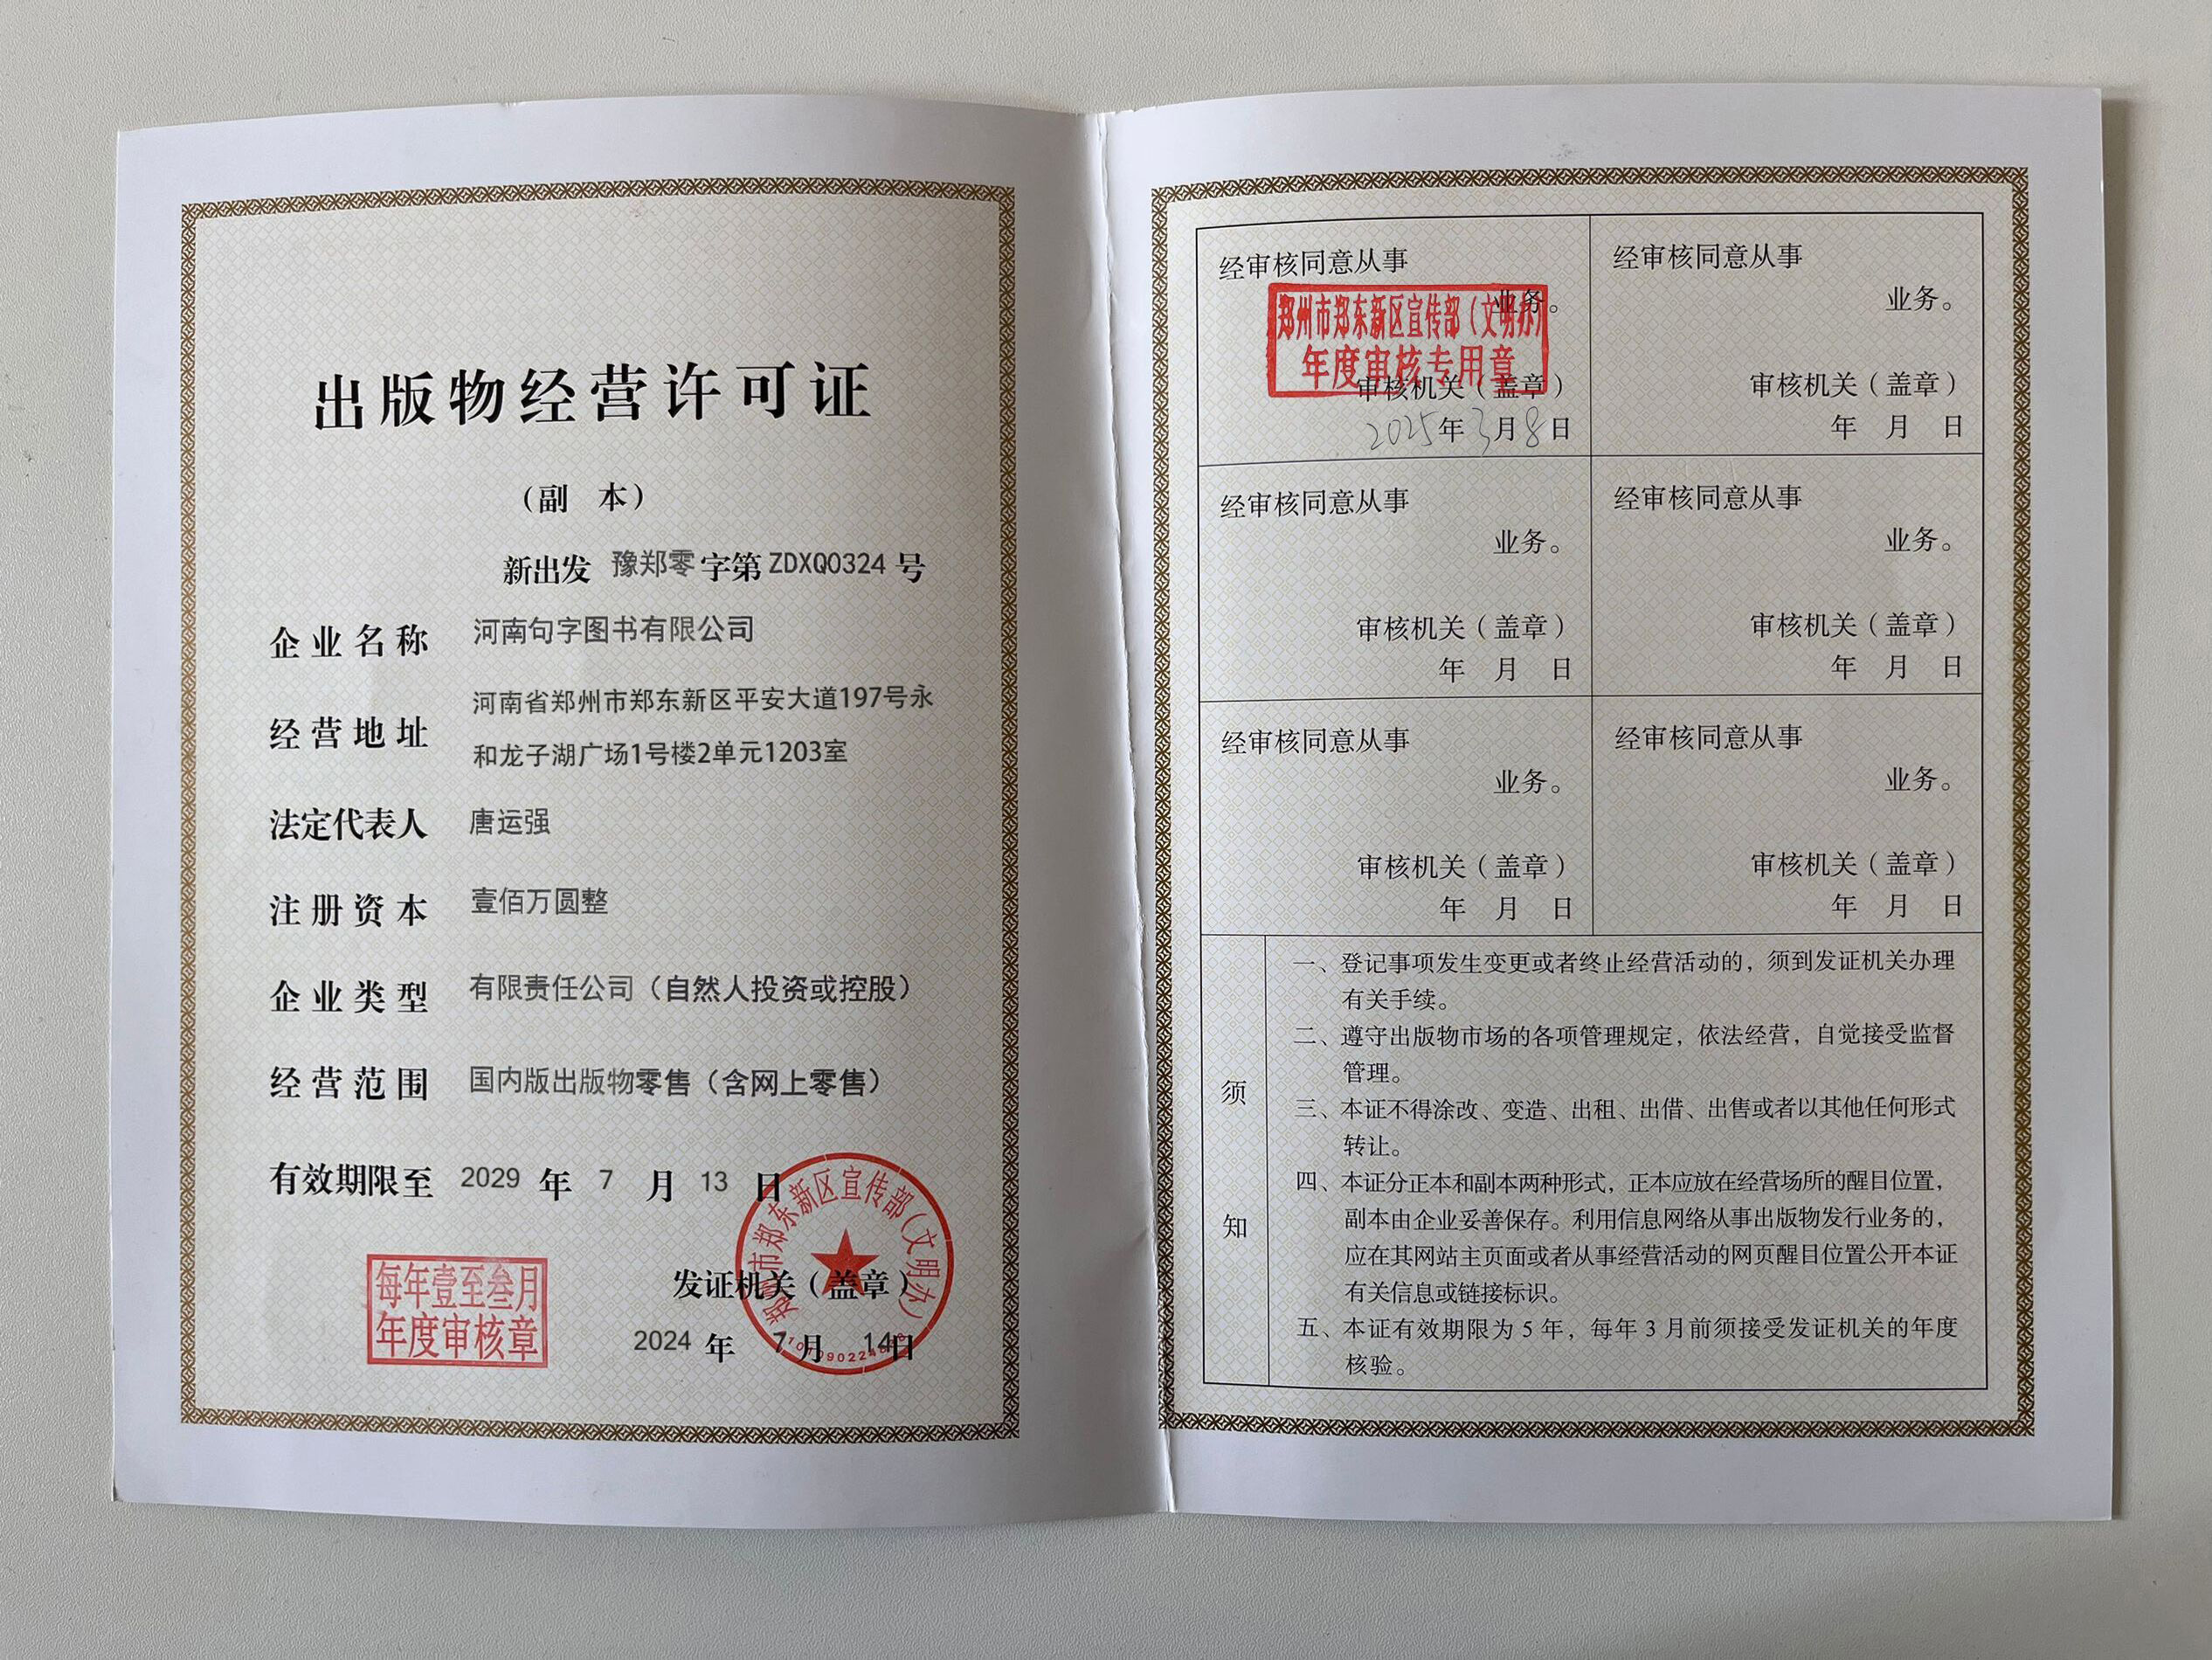 出版物经营许可证
（副 本）
新出发 豫郑零 字第 ZDXQ0324 号
企业名称 河南句字图书有限公司
经营地址 河南省郑州市郑东新区平安大道197号永
和龙子湖广场1号楼2单元1203室
法定代表人 唐运强
注册资本 壹佰万圆整
企业类型 有限责任公司（自然人投资或控股）
经营范围 国内版出版物零售（含网上零售）
有效期限至 2029 年 7 月 13 日
郑州市郑东新区宣传部（文明办）
每年壹至叁月
年度审核章
发证机关（盖章）
2024 年 7 月 14 日
经审核同意从事
业务。
郑州市郑东新区宣传部（文明办）
年度审核专用章
审核机关（盖章）
2025 年 3 月 8 日
经审核同意从事
业务。
审核机关（盖章）
年 月 日
经审核同意从事
业务。
审核机关（盖章）
年 月 日
经审核同意从事
业务。
审核机关（盖章）
年 月 日
经审核同意从事
业务。
审核机关（盖章）
年 月 日
经审核同意从事
业务。
审核机关（盖章）
年 月 日
须知
一、登记事项发生变更或者终止经营活动的，须到发证机关办理
有关手续。
二、遵守出版物市场的各项管理规定，依法经营，自觉接受监督
管理。
三、本证不得涂改、变造、出租、出借、出售或者以其他任何形式
转让。
四、本证分正本和副本两种形式，正本应放在经营场所的醒目位置，
副本由企业妥善保存。利用信息网络从事出版物发行业务的，
应在其网站主页面或者从事经营活动的网页醒目位置公开本证
有关信息或链接标识。
五、本证有效期限为 5 年，每年 3 月前须接受发证机关的年度
核验。